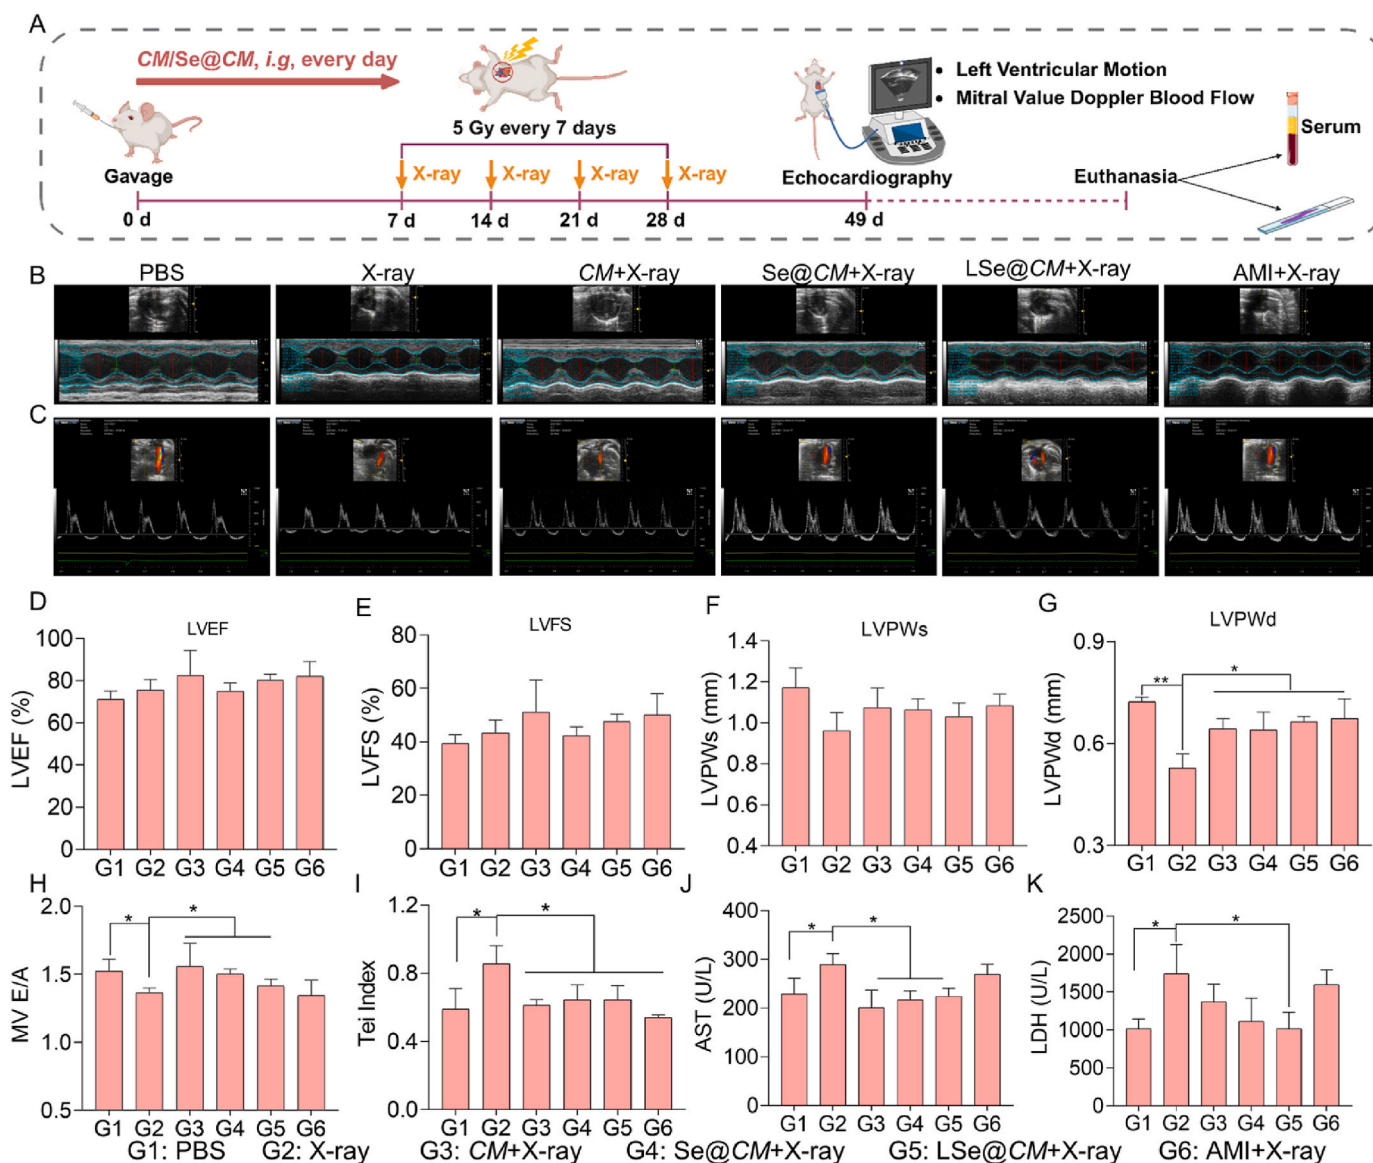 A
CM/Se@CM, i.g, every day
Left Ventricular Motion
Mitral Value Doppler Blood Flow
5 Gy every 7 days
Serum
Gavage
X-ray X-ray X-ray X-ray
Echocardiography
Euthanasia
0 d 7 d 14 d 21 d 28 d 49 d
B PBS X-ray CM+X-ray Se@CM+X-ray LSe@CM+X-ray AMI+X-ray
C
D
LVEF
LVEF (%)
100
80
60
40
20
0
G1 G2 G3 G4 G5 G6
E
LVFS
LVFS (%)
80
60
40
20
0
G1 G2 G3 G4 G5 G6
F
LVPWs
LVPWs (mm)
1.4
1.2
1.0
0.8
0.6
0.4
G1 G2 G3 G4 G5 G6
G
LVPWd
LVPWd (mm)
0.9
0.6
0.3
** *
G1 G2 G3 G4 G5 G6
H
MV E/A
2.0
1.5
1.0
0.5
* *
G1 G2 G3 G4 G5 G6
I
Tei Index
1.2
0.8
0.4
0.0
* *
G1 G2 G3 G4 G5 G6
J
AST (U/L)
400
300
200
100
0
* *
G1 G2 G3 G4 G5 G6
K
LDH (U/L)
2500
2000
1500
1000
500
0
* *
G1 G2 G3 G4 G5 G6
G1: PBS G2: X-ray G3: CM+X-ray G4: Se@CM+X-ray G5: LSe@CM+X-ray G6: AMI+X-ray